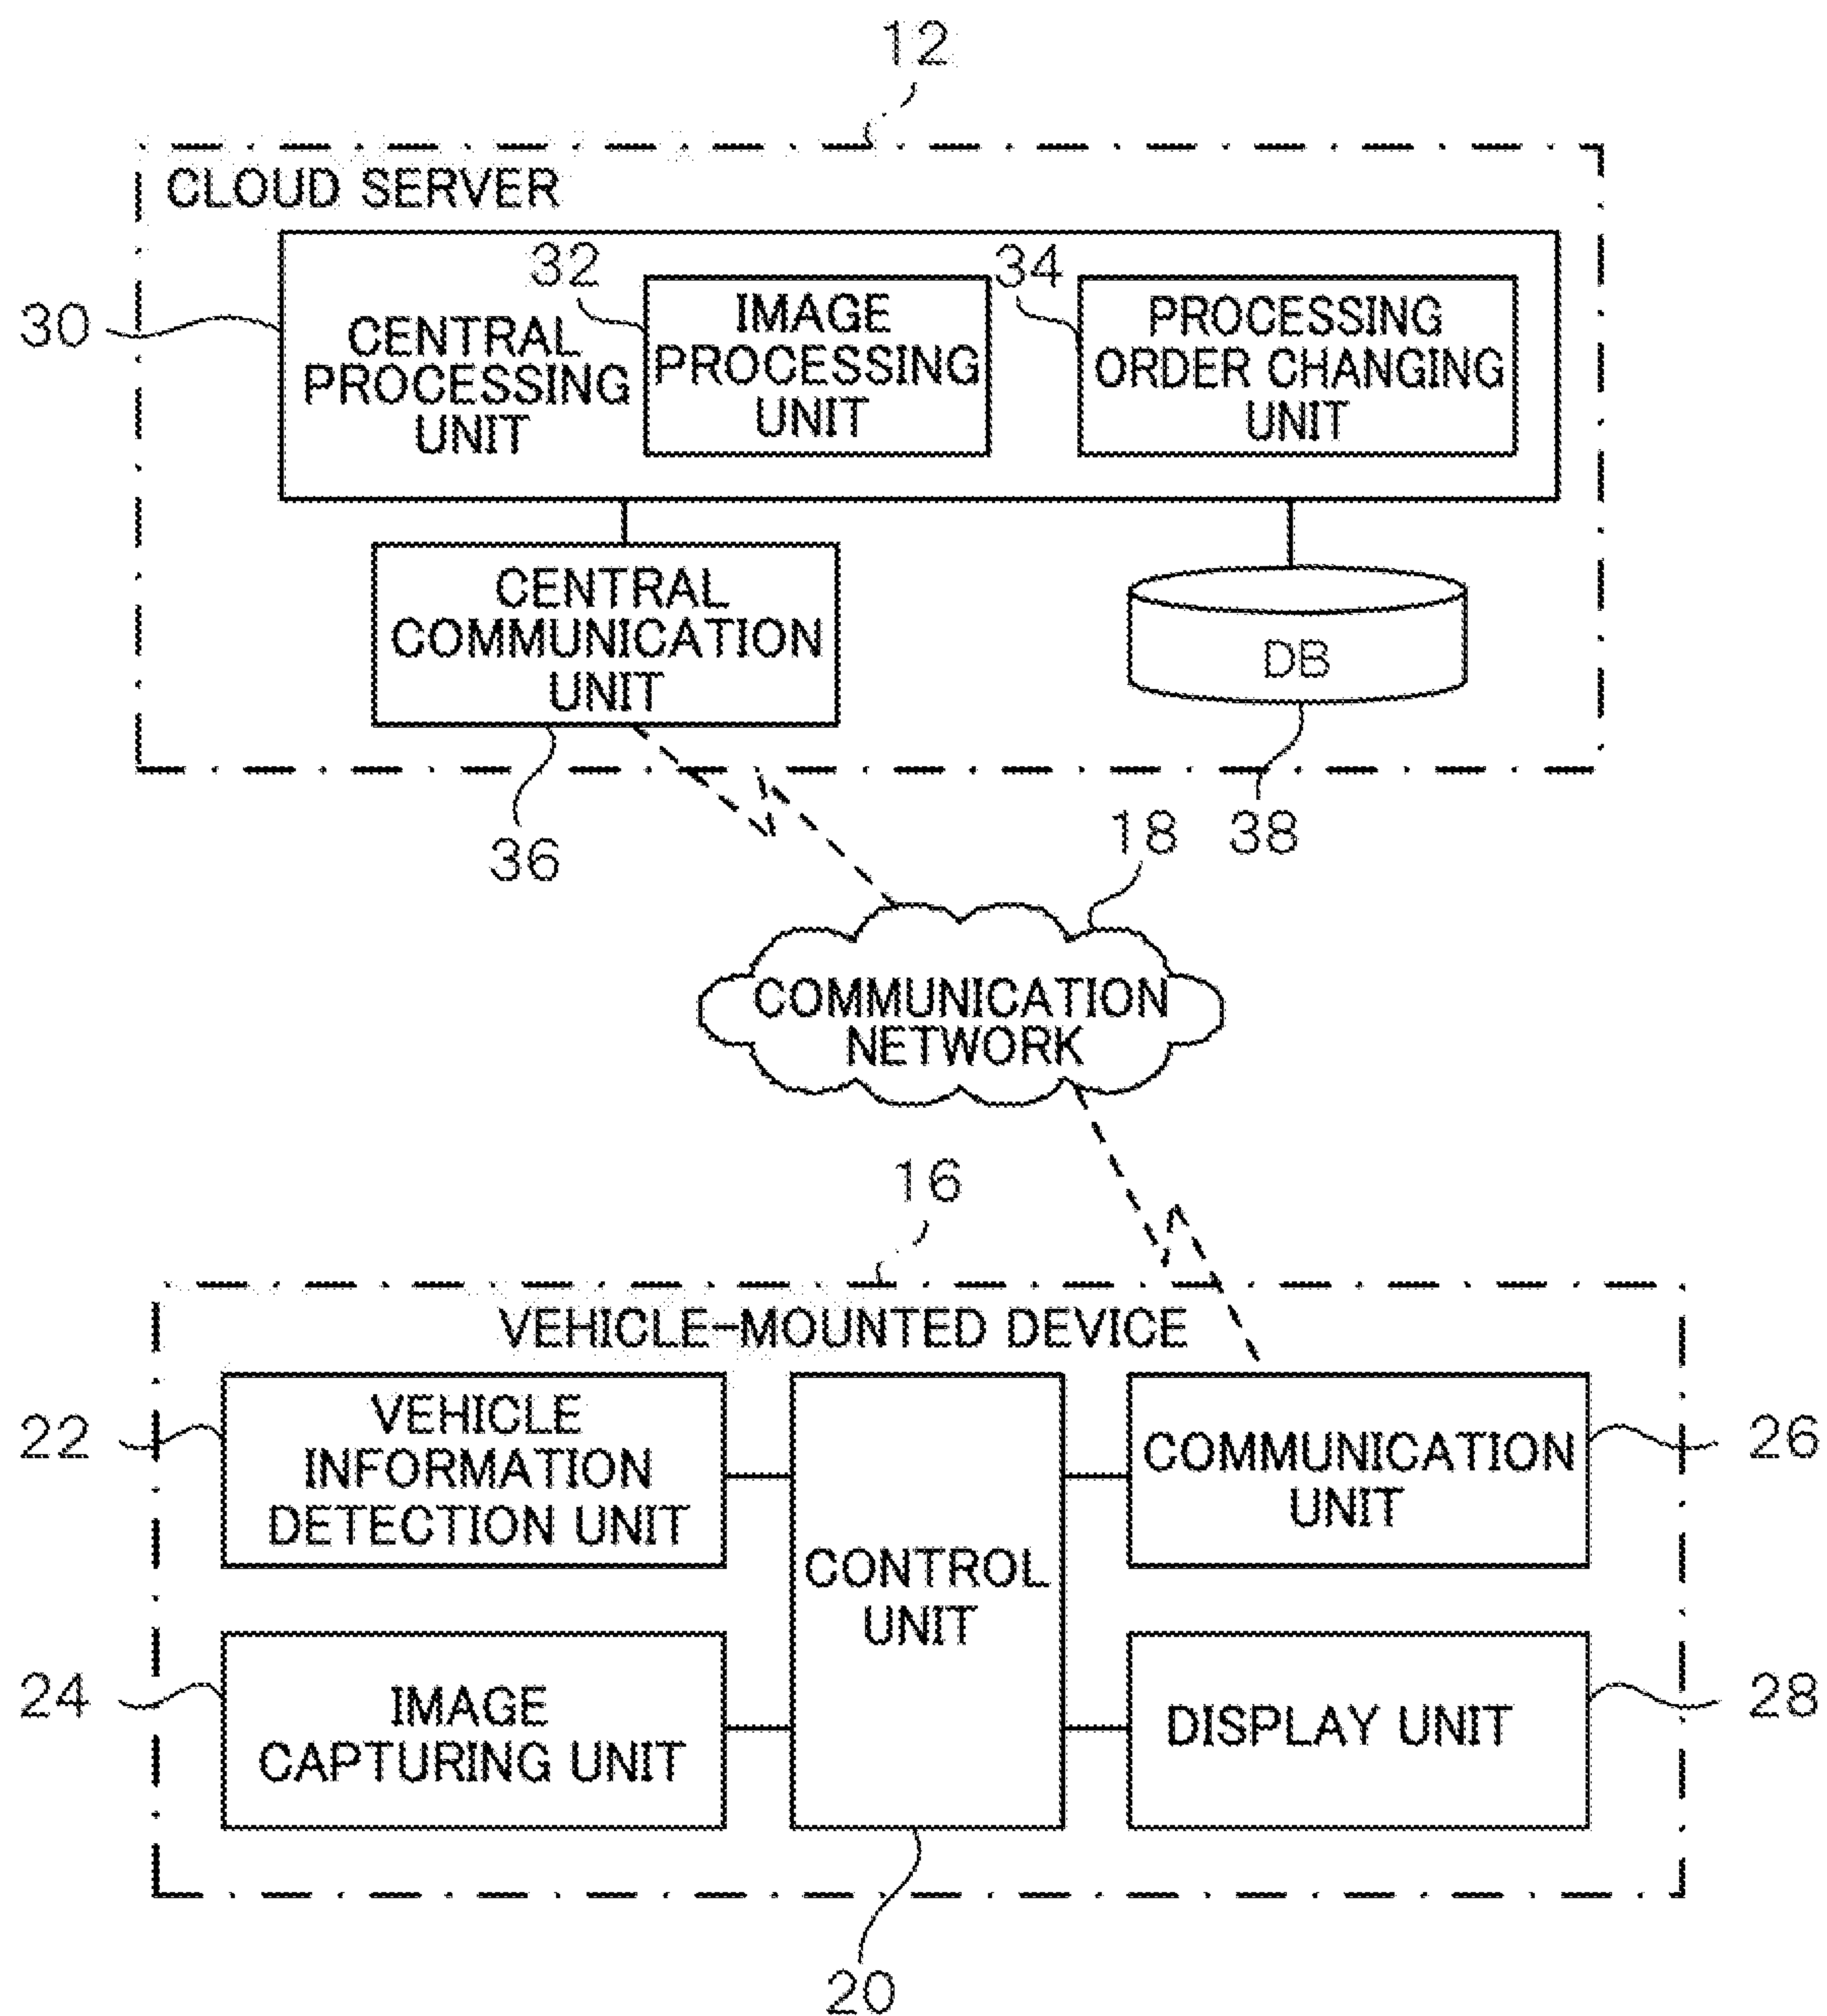 12
CLOUD SERVER
30
CENTRAL
PROCESSING
UNIT
32
IMAGE
PROCESSING
UNIT
34
PROCESSING
ORDER CHANGING
UNIT
CENTRAL
COMMUNICATION
UNIT
36
DB
38
18
COMMUNICATION
NETWORK
16
VEHICLE-MOUNTED DEVICE
22
VEHICLE
INFORMATION
DETECTION UNIT
24
IMAGE
CAPTURING UNIT
CONTROL
UNIT
20
COMMUNICATION
UNIT
26
DISPLAY UNIT
28